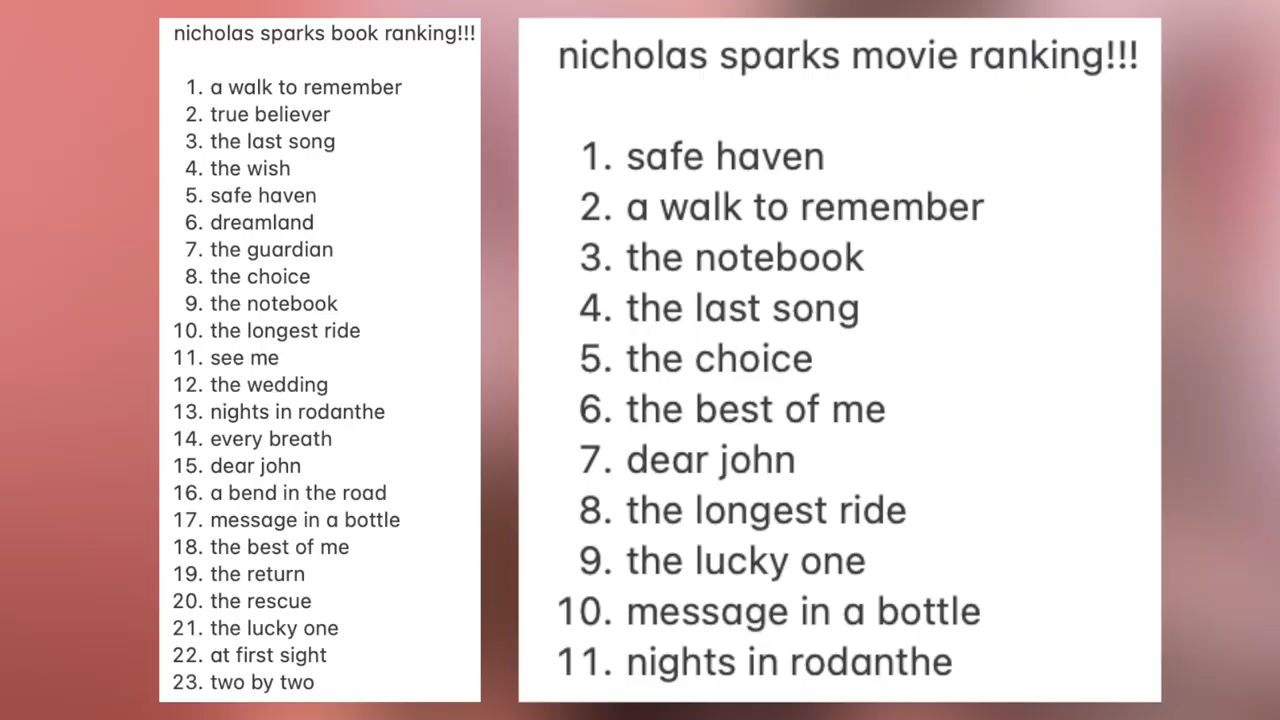 nicholas sparks book ranking!!!
1. a walk to remember
2. true believer
3. the last song
4. the wish
5. safe haven
6. dreamland
7. the guardian
8. the choice
9. the notebook
10. the longest ride
11. see me
12. the wedding
13. nights in rodanthe
14. every breath
15. dear john
16. a bend in the road
17. message in a bottle
18. the best of me
19. the return
20. the rescue
21. the lucky one
22. at first sight
23. two by two
nicholas sparks movie ranking!!!
1. safe haven
2. a walk to remember
3. the notebook
4. the last song
5. the choice
6. the best of me
7. dear john
8. the longest ride
9. the lucky one
10. message in a bottle
11. nights in rodanthe